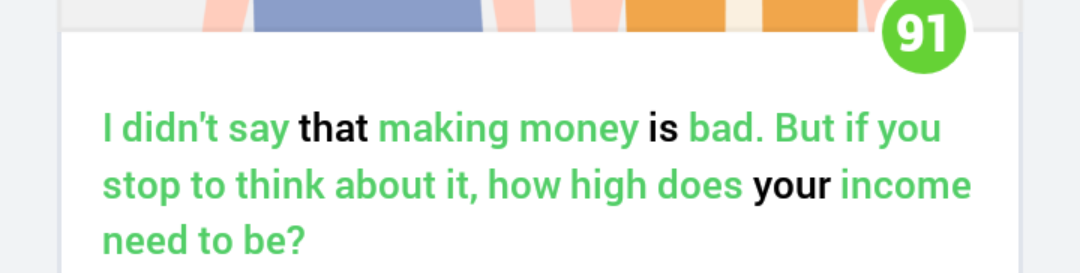 91
I didn't say that making money is bad. But if you
stop to think about it, how high does your income
need to be?